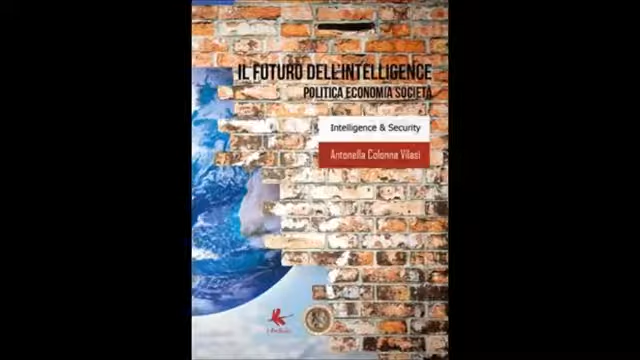 IL FUTURO DELL'INTELLIGENCE
POLITICA ECONOMIA SOCIETÀ
Intelligence & Security
Antonella Colonna Vilasi